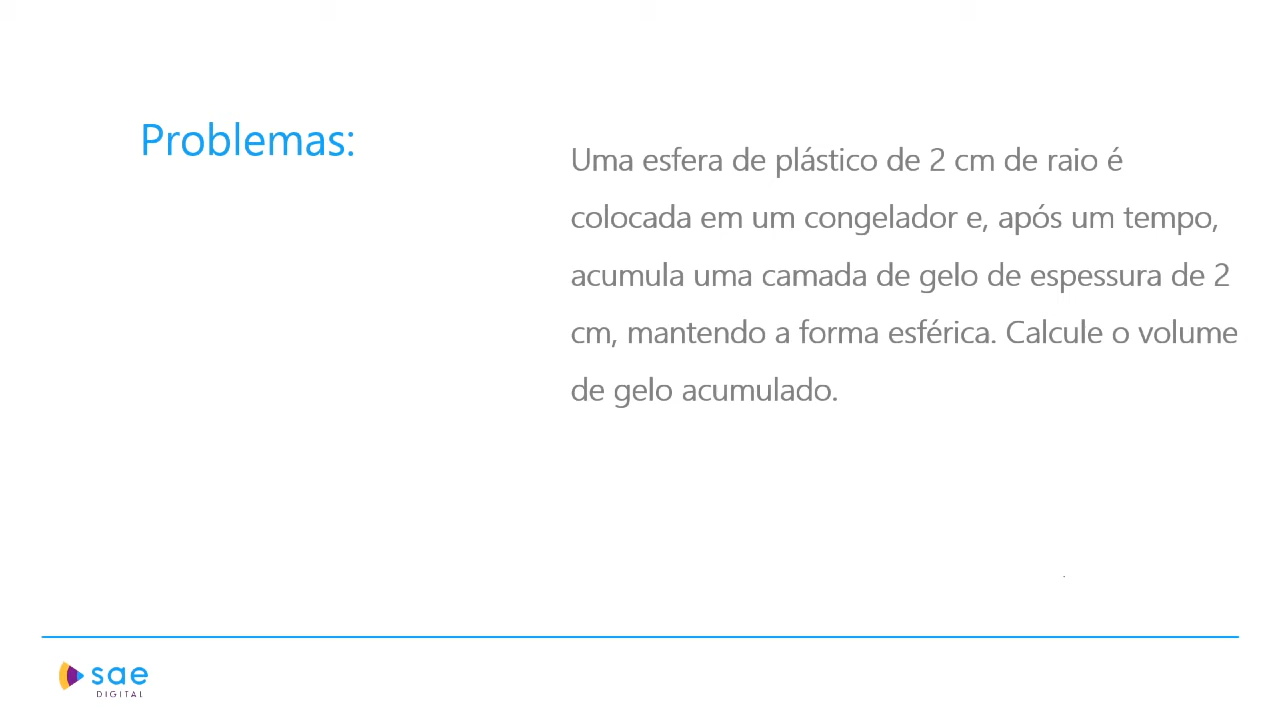 Problemas:
Uma esfera de plástico de 2 cm de raio é
colocada em um congelador e, após um tempo,
acumula uma camada de gelo de espessura de 2
cm, mantendo a forma esférica. Calcule o volume
de gelo acumulado.
sae
DIGITAL